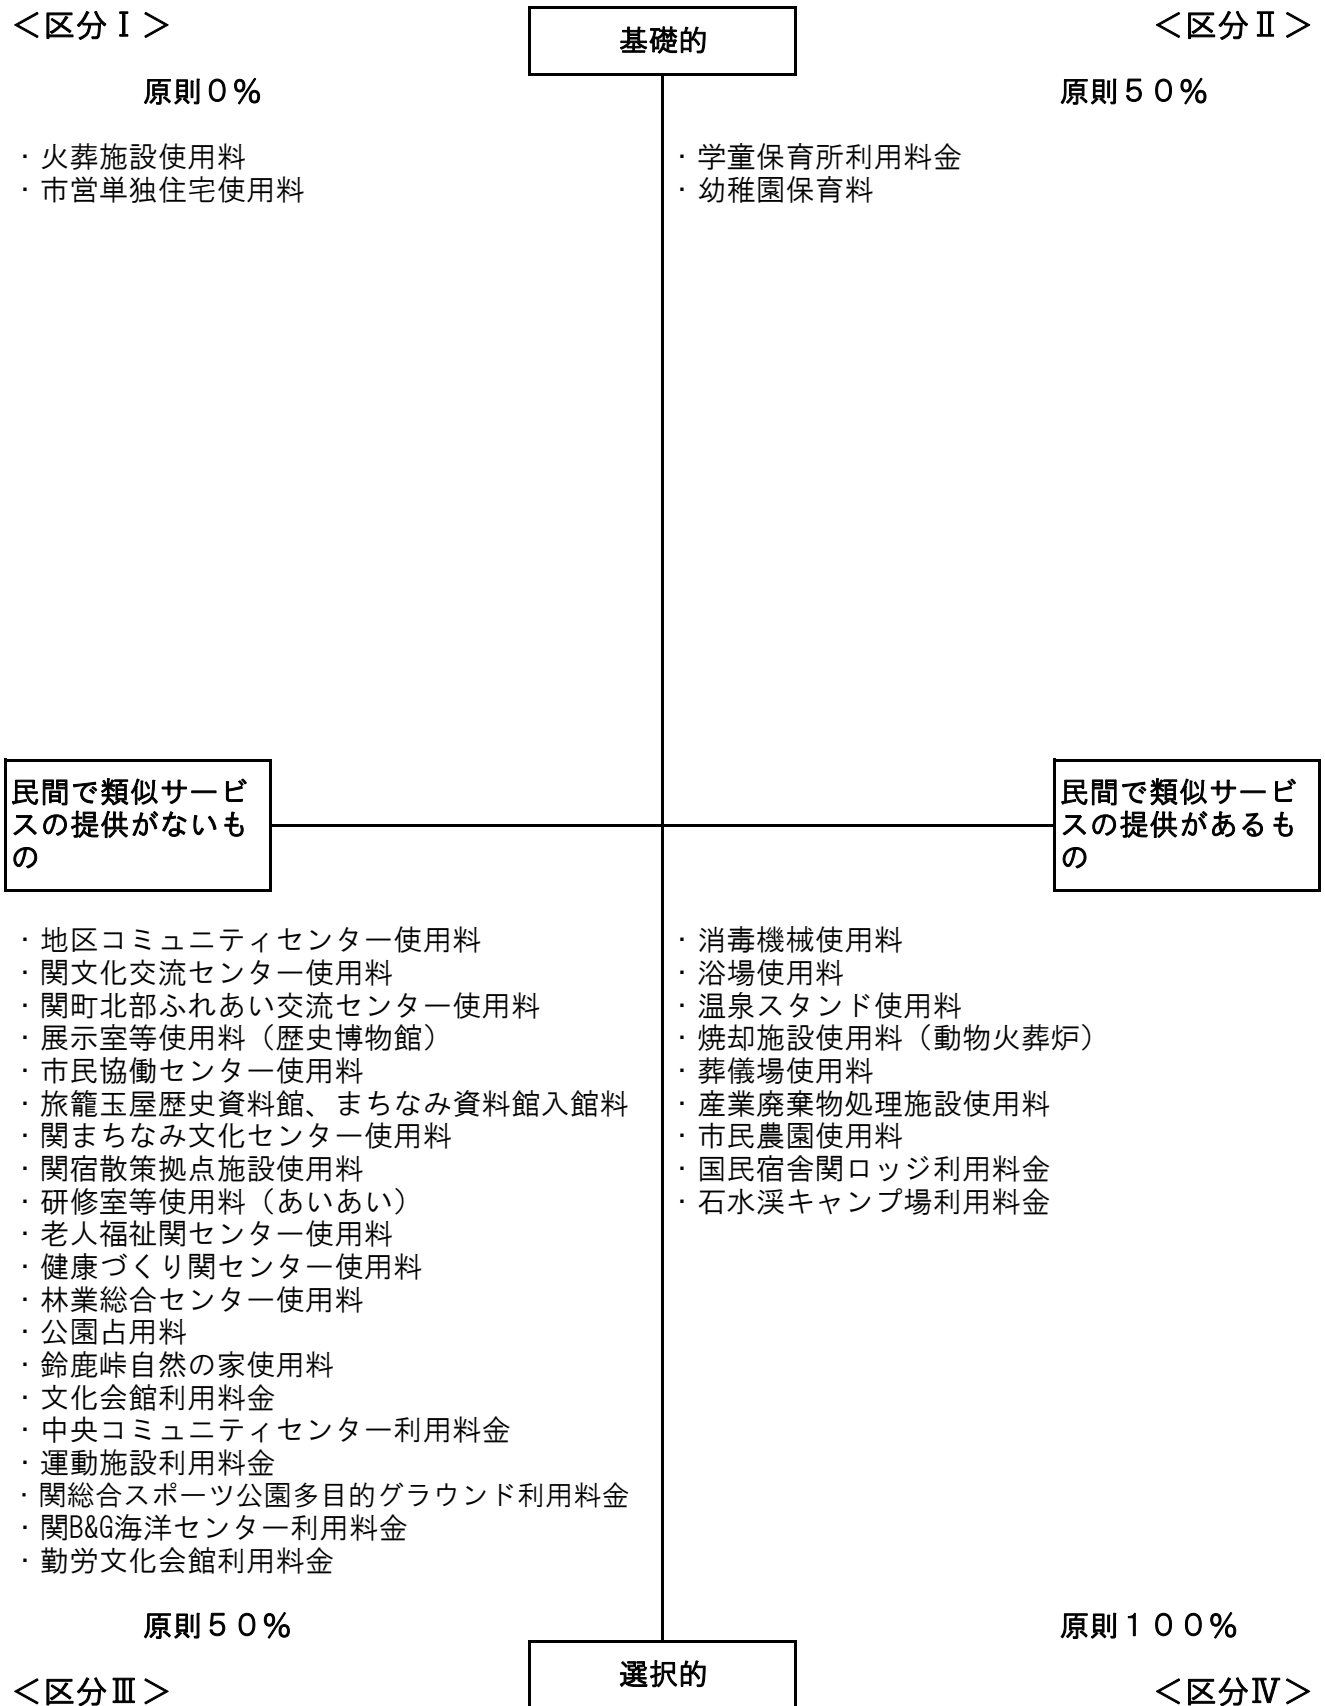 ＜区分Ⅰ＞
基礎的
＜区分Ⅱ＞
原則０％
原則５０％
・火葬施設使用料
・市営単独住宅使用料
・学童保育所利用料金
・幼稚園保育料
民間で類似サービ
スの提供がないも
の
民間で類似サービ
スの提供があるも
の
・地区コミュニティセンター使用料
・関文化交流センター使用料
・関町北部ふれあい交流センター使用料
・展示室等使用料（歴史博物館）
・市民協働センター使用料
・旅籠玉屋歴史資料館、まちなみ資料館入館料
・関まちなみ文化センター使用料
・関宿散策拠点施設使用料
・研修室等使用料（あいあい）
・老人福祉関センター使用料
・健康づくり関センター使用料
・林業総合センター使用料
・公園占用料
・鈴鹿峠自然の家使用料
・文化会館利用料金
・中央コミュニティセンター利用料金
・運動施設利用料金
・関総合スポーツ公園多目的グラウンド利用料金
・関B&G海洋センター利用料金
・勤労文化会館利用料金
・消毒機械使用料
・浴場使用料
・温泉スタンド使用料
・焼却施設使用料（動物火葬炉）
・葬儀場使用料
・産業廃棄物処理施設使用料
・市民農園使用料
・国民宿舎関ロッジ利用料金
・石水渓キャンプ場利用料金
原則５０％
原則１００％
＜区分Ⅲ＞
選択的
＜区分Ⅳ＞